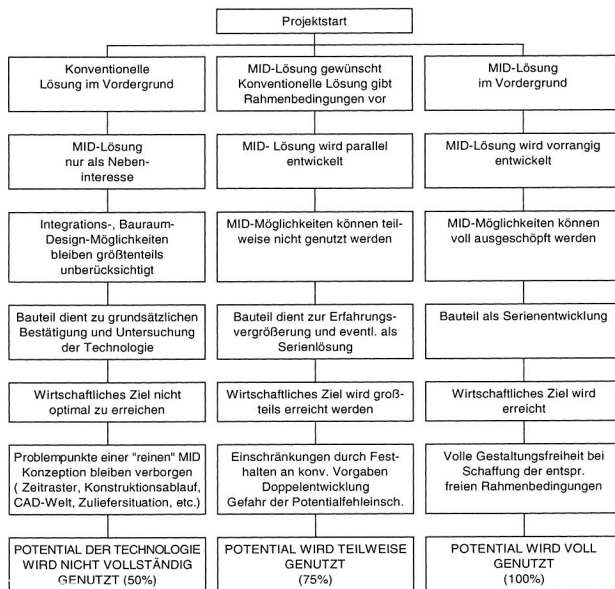 Projektstart
Konventionelle
Lösung im Vordergrund
MID-Lösung
nur als Neben-
interesse
Integrations-, Bauraum-
Design-Möglichkeiten
bleiben größtenteils
unberücksichtigt
Bauteil dient zu grundsätzlichen
Bestätigung und Untersuchung
der Technologie
Wirtschaftliches Ziel nicht
optimal zu erreichen
Problempunkte einer "reinen" MID
Konzeption bleiben verborgen
( Zeitraster, Konstruktionsablauf,
CAD-Welt, Zuliefersituation, etc.)
POTENTIAL DER TECHNOLOGIE
WIRD NICHT VOLLSTÄNDIG
GENUTZT (50%)
MID-Lösung gewünscht
Konventionelle Lösung gibt
Rahmenbedingungen vor
MID- Lösung wird parallel
entwickelt
MID-Möglichkeiten können teil-
weise nicht genutzt werden
Bauteil dient zur Erfahrungs-
vergrößerung und eventl. als
Serienlösung
Wirtschaftliches Ziel wird groß-
teils erreicht werden
Einschränkungen durch Fest-
halten an konv. Vorgaben
Doppelentwicklung
Gefahr der Potentialfehleinsch.
POTENTIAL WIRD TEILWEISE
GENUTZT
(75%)
MID-Lösung
im Vordergrund
MID-Lösung wird vorrangig
entwickelt
MID-Möglichkeiten können
voll ausgeschöpft werden
Bauteil als Serienentwicklung
Wirtschaftliches Ziel wird
erreicht
Volle Gestaltungsfreiheit bei
Schaffung der entspr.
freien Rahmenbedingungen
POTENTIAL WIRD VOLL
GENUTZT
(100%)